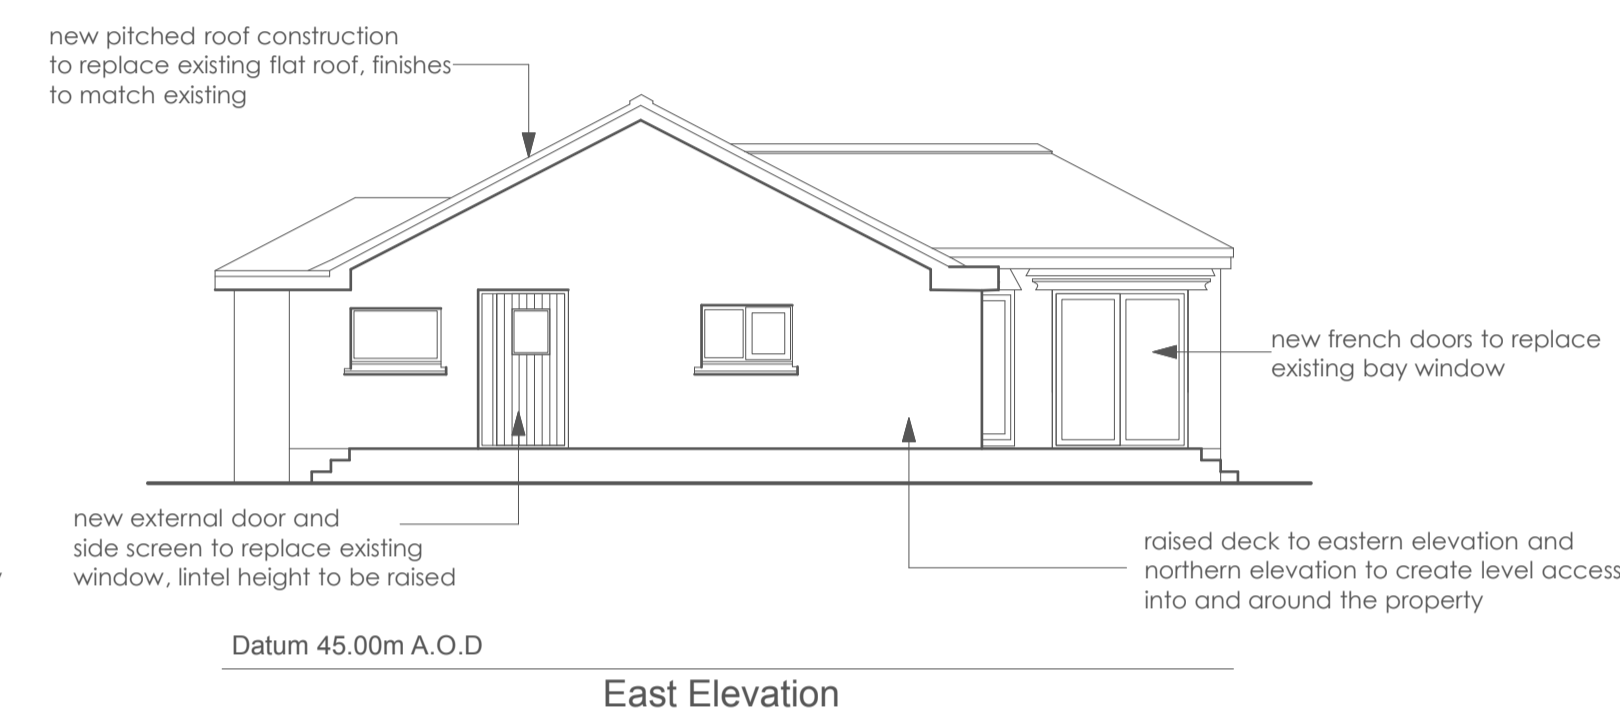 new pitched roof construction
to replace existing flat roof, finishes
to match existing
new french doors to replace
existing bay window
new external door and
side screen to replace existing
window, lintel height to be raised
raised deck to eastern elevation and
northern elevation to create level access
into and around the property
Datum 45.00m A.O.D
East Elevation